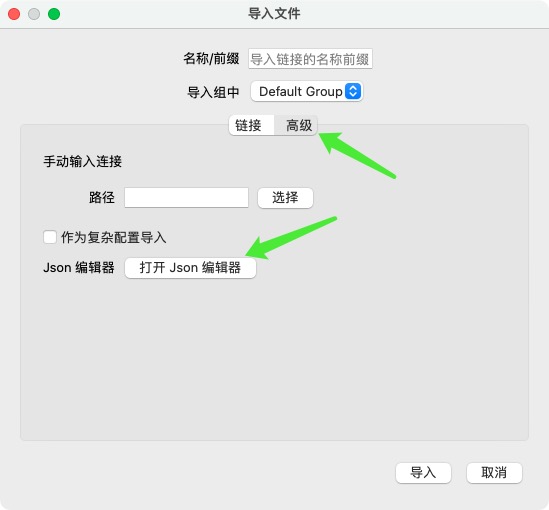 导入文件
名称/前缀 导入链接的名称前缀
导入组中 Default Group
链接 高级
手动输入连接
路径 选择
作为复杂配置导入
Json 编辑器 打开 Json 编辑器
导入 取消